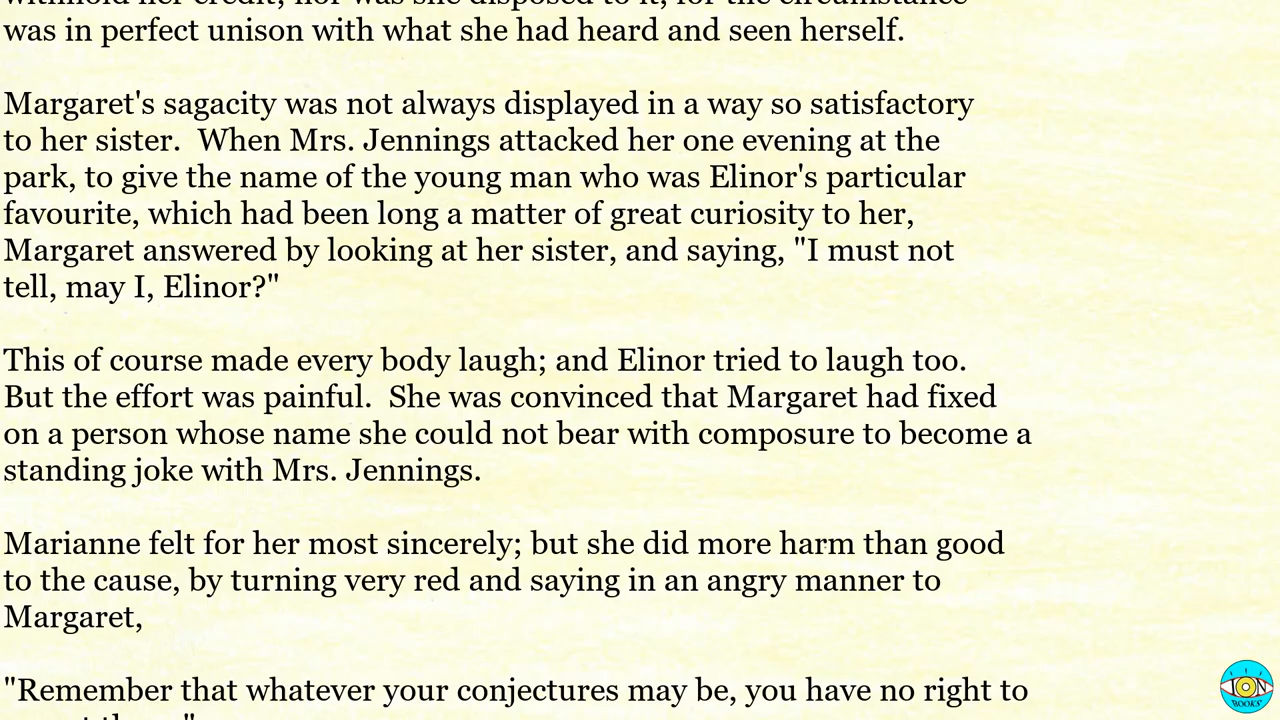 was in perfect unison with what she had heard and seen herself.
Margaret's sagacity was not always displayed in a way so satisfactory
to her sister.  When Mrs. Jennings attacked her one evening at the
park, to give the name of the young man who was Elinor's particular
favourite, which had been long a matter of great curiosity to her,
Margaret answered by looking at her sister, and saying, "I must not
tell, may I, Elinor?"
This of course made every body laugh; and Elinor tried to laugh too.
But the effort was painful.  She was convinced that Margaret had fixed
on a person whose name she could not bear with composure to become a
standing joke with Mrs. Jennings.
Marianne felt for her most sincerely; but she did more harm than good
to the cause, by turning very red and saying in an angry manner to
Margaret,
"Remember that whatever your conjectures may be, you have no right to
ION
BOOKS